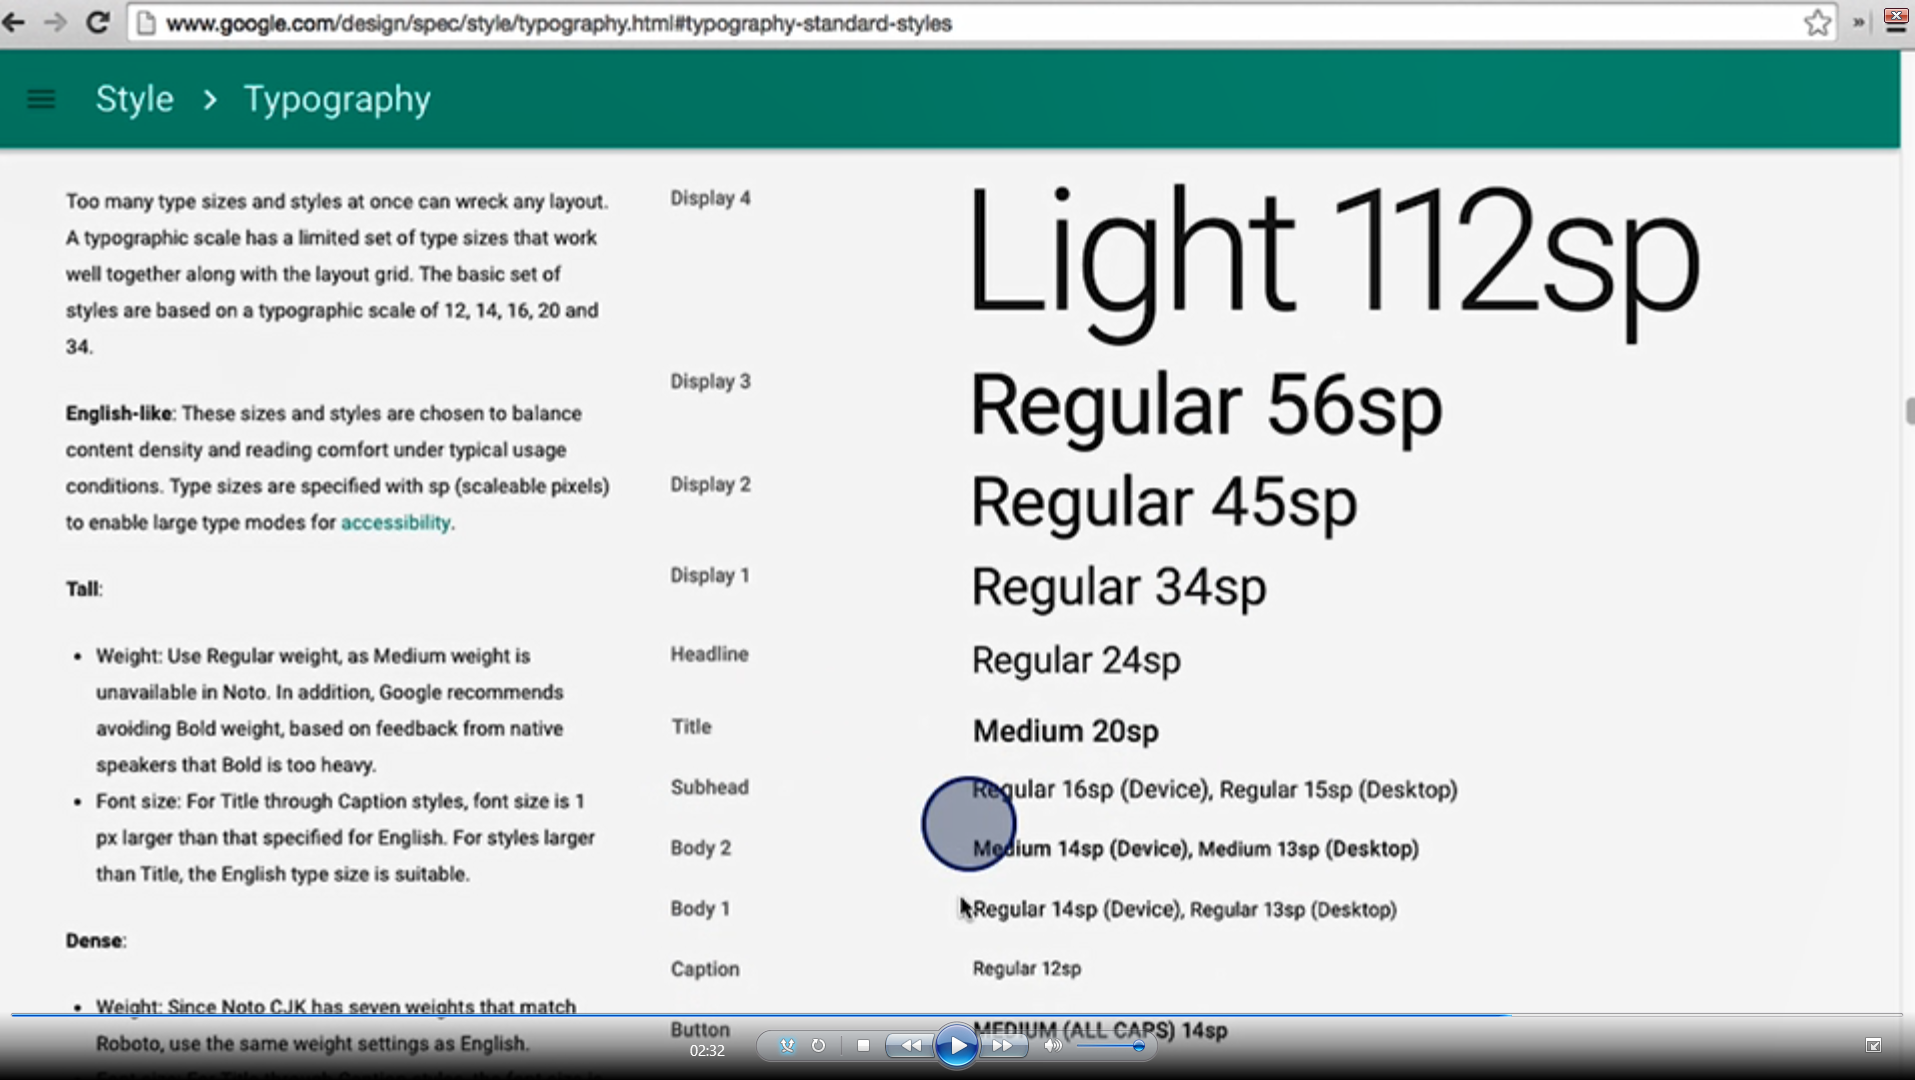 www.google.com/design/spec/style/typography.html#typography-standard-styles
Style > Typography
Too many type sizes and styles at once can wreck any layout.
A typographic scale has a limited set of type sizes that work
well together along with the layout grid. The basic set of
styles are based on a typographic scale of 12, 14, 16, 20 and
34.
English-like: These sizes and styles are chosen to balance
content density and reading comfort under typical usage
conditions. Type sizes are specified with sp (scaleable pixels)
to enable large type modes for accessibility.
Tall:
• Weight: Use Regular weight, as Medium weight is
unavailable in Noto. In addition, Google recommends
avoiding Bold weight, based on feedback from native
speakers that Bold is too heavy.
• Font size: For Title through Caption styles, font size is 1
px larger than that specified for English. For styles larger
than Title, the English type size is suitable.
Dense:
• Weight: Since Noto CJK has seven weights that match
Roboto, use the same weight settings as English.
Display 4
Light 112sp
Display 3
Regular 56sp
Display 2
Regular 45sp
Display 1
Regular 34sp
Headline
Regular 24sp
Title
Medium 20sp
Subhead
Regular 16sp (Device), Regular 15sp (Desktop)
Body 2
Medium 14sp (Device), Medium 13sp (Desktop)
Body 1
Regular 14sp (Device), Regular 13sp (Desktop)
Caption
Regular 12sp
Button
MEDIUM (ALL CAPS) 14sp
02:32